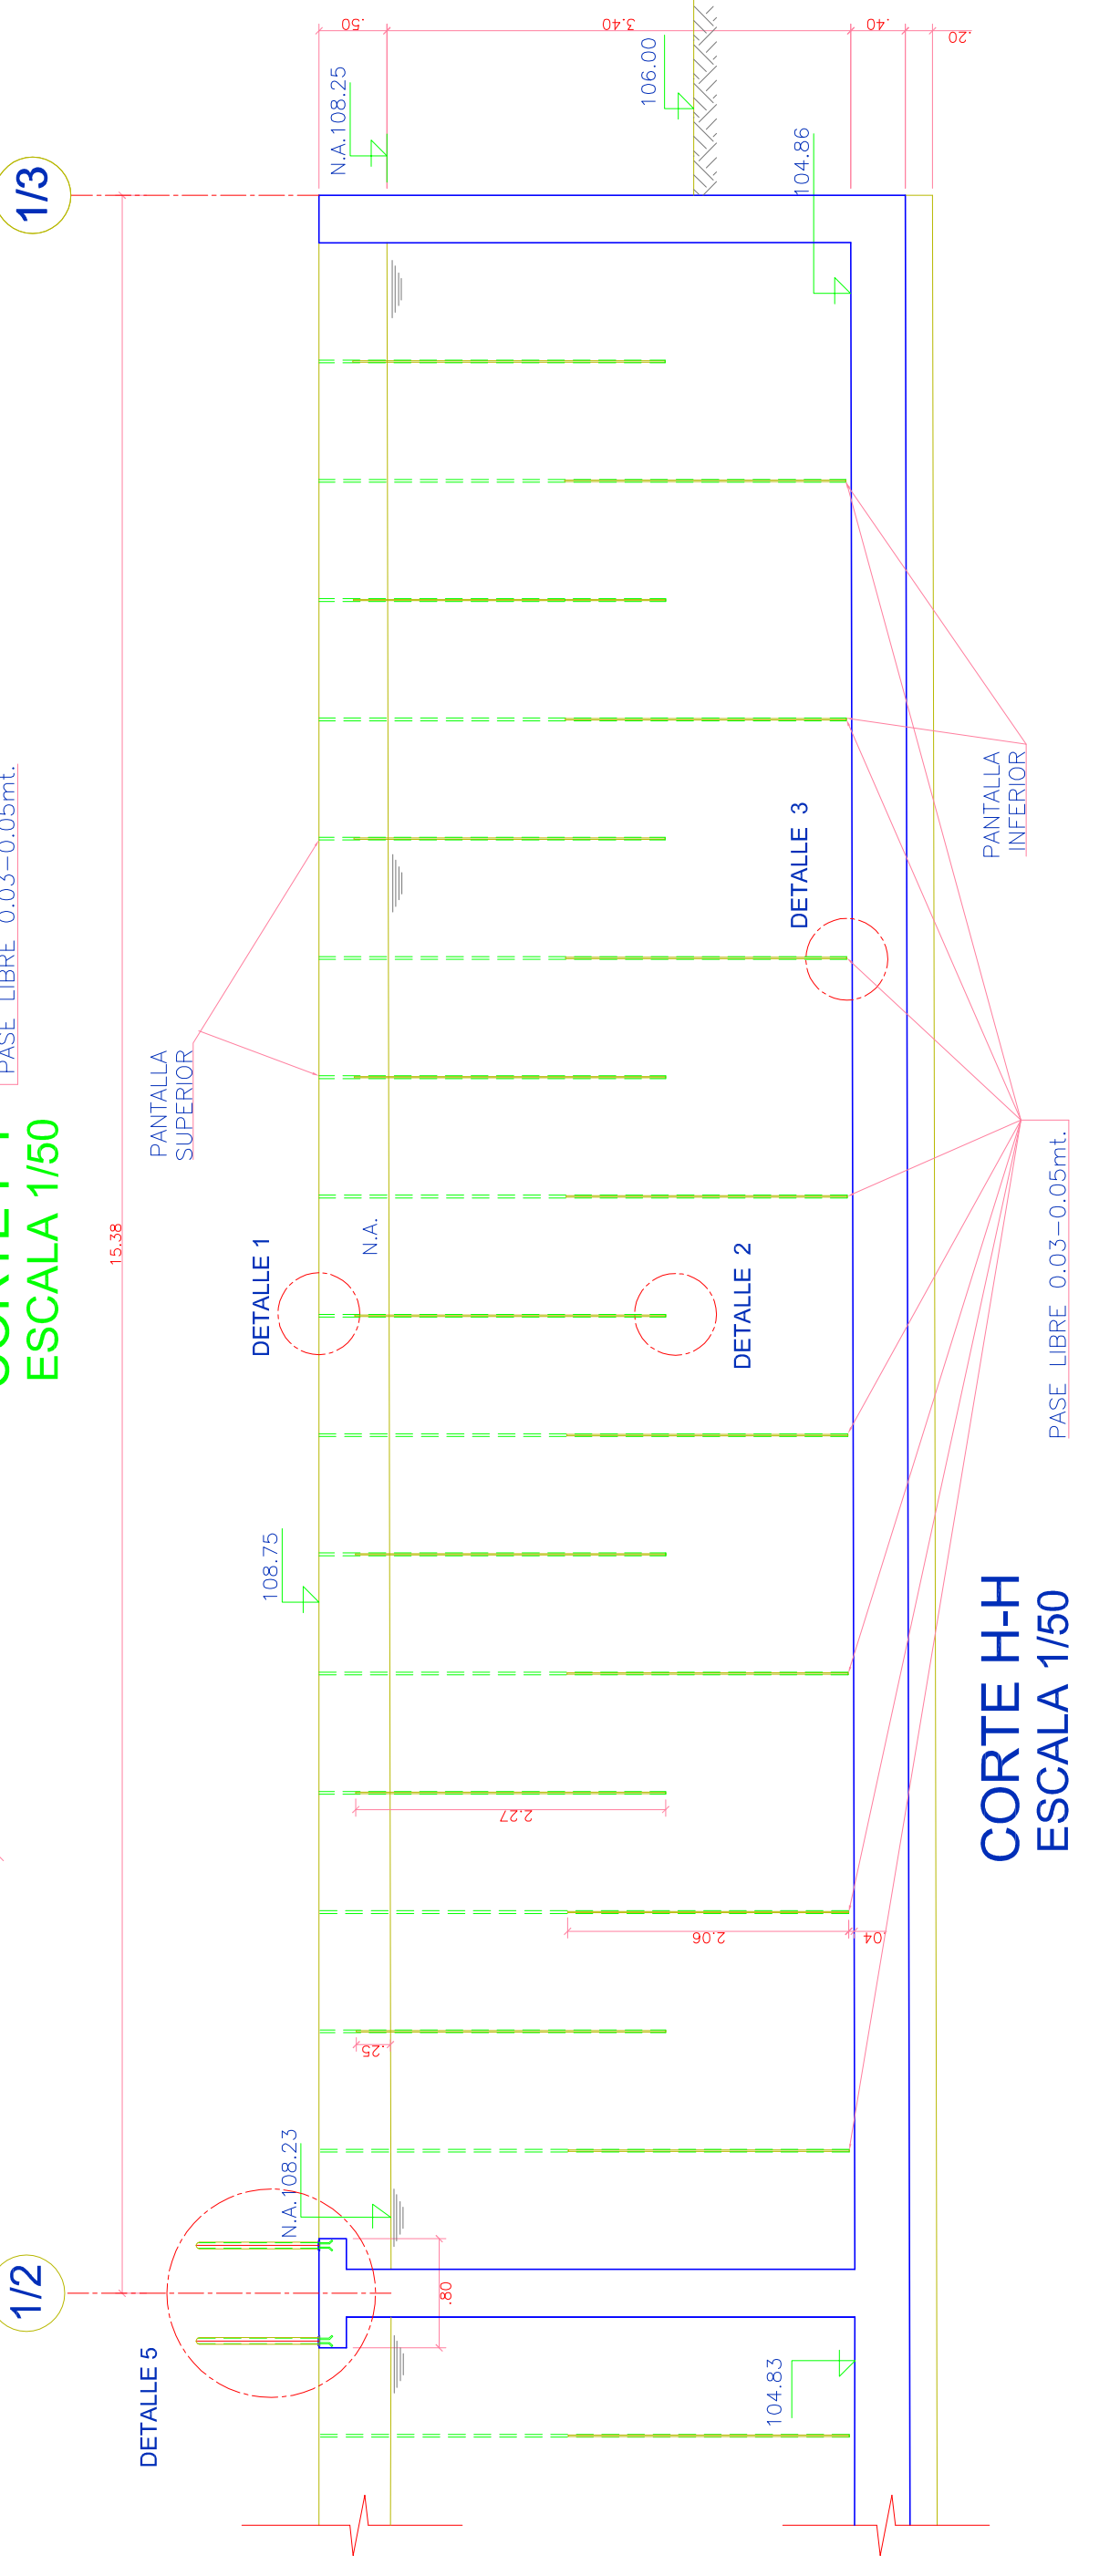 1/2
1/3
PASE LIBRE 0.03-0.05mt.
ESCALA 1/50
15.38
DETALLE 5
PANTALLA
SUPERIOR
N.A.108.23
108.75
DETALLE 1
N.A.
N.A.108.25
.50
3.40
.40
.20
106.00
104.86
.80
.25
2.06
.04
2.27
DETALLE 2
DETALLE 3
104.83
PANTALLA
INFERIOR
PASE LIBRE 0.03-0.05mt.
CORTE H-H
ESCALA 1/50